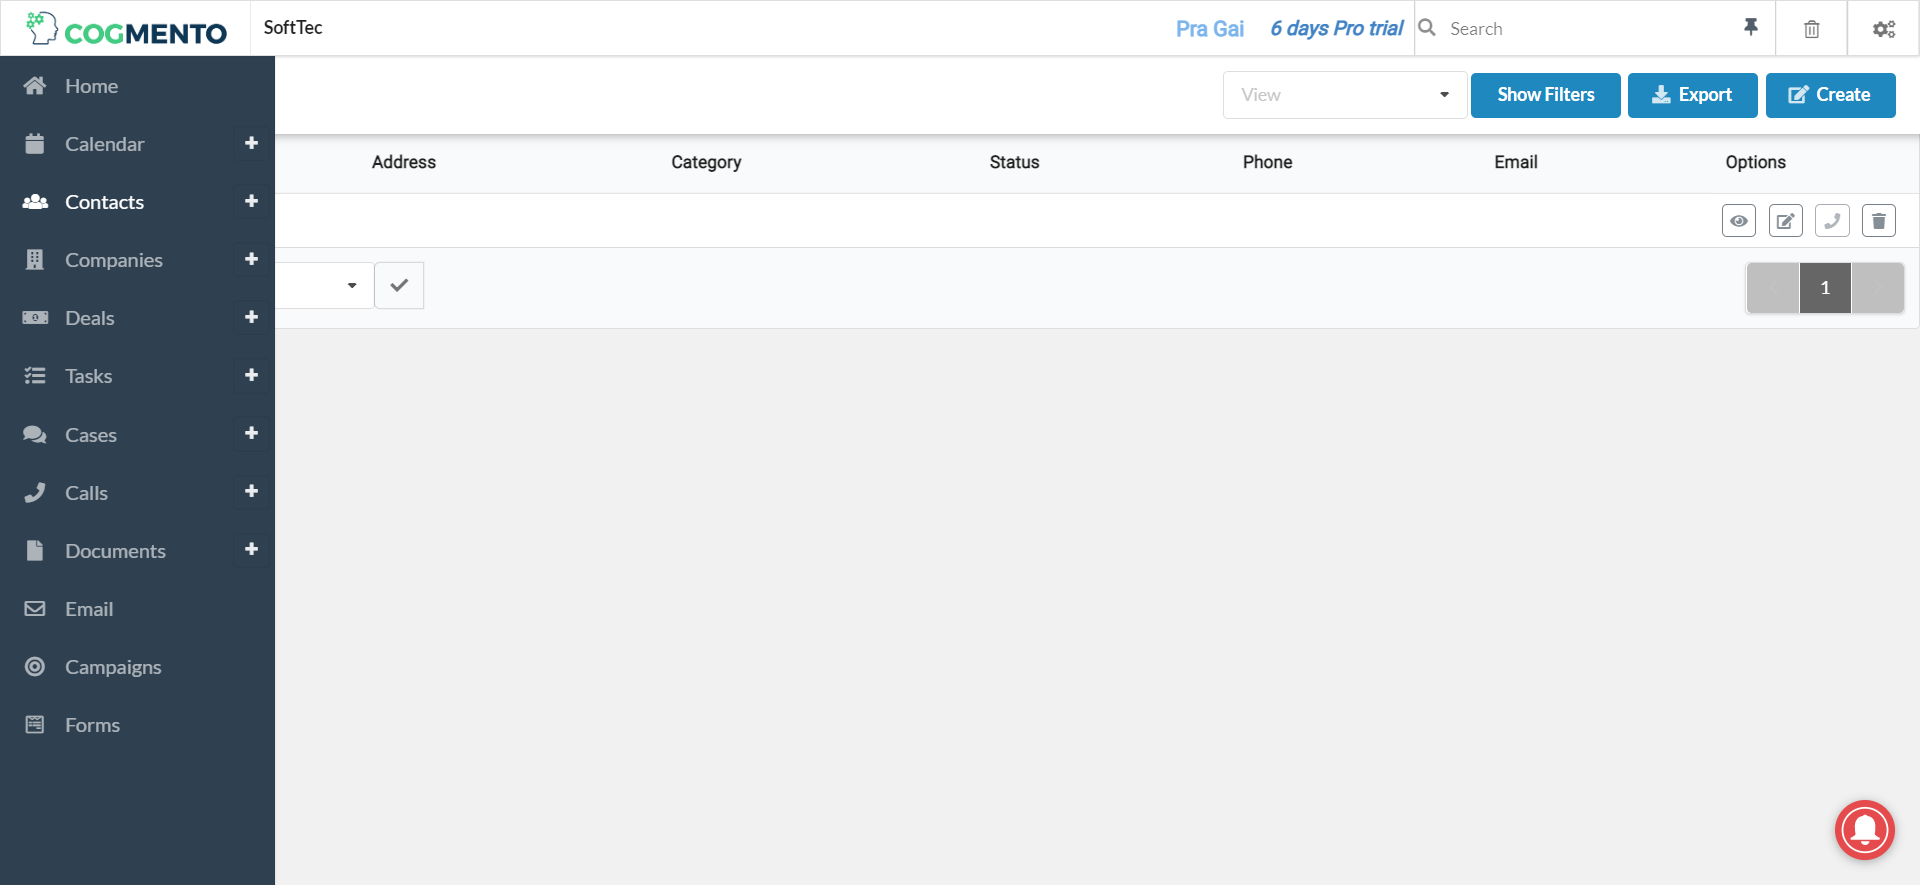 COGMENTO
SoftTec
Pra Gai
6 days Pro trial
Search
Home
Calendar
Contacts
Companies
Deals
Tasks
Cases
Calls
Documents
Email
Campaigns
Forms
View
Show Filters
Export
Create
Address Category Status Phone Email Options
1